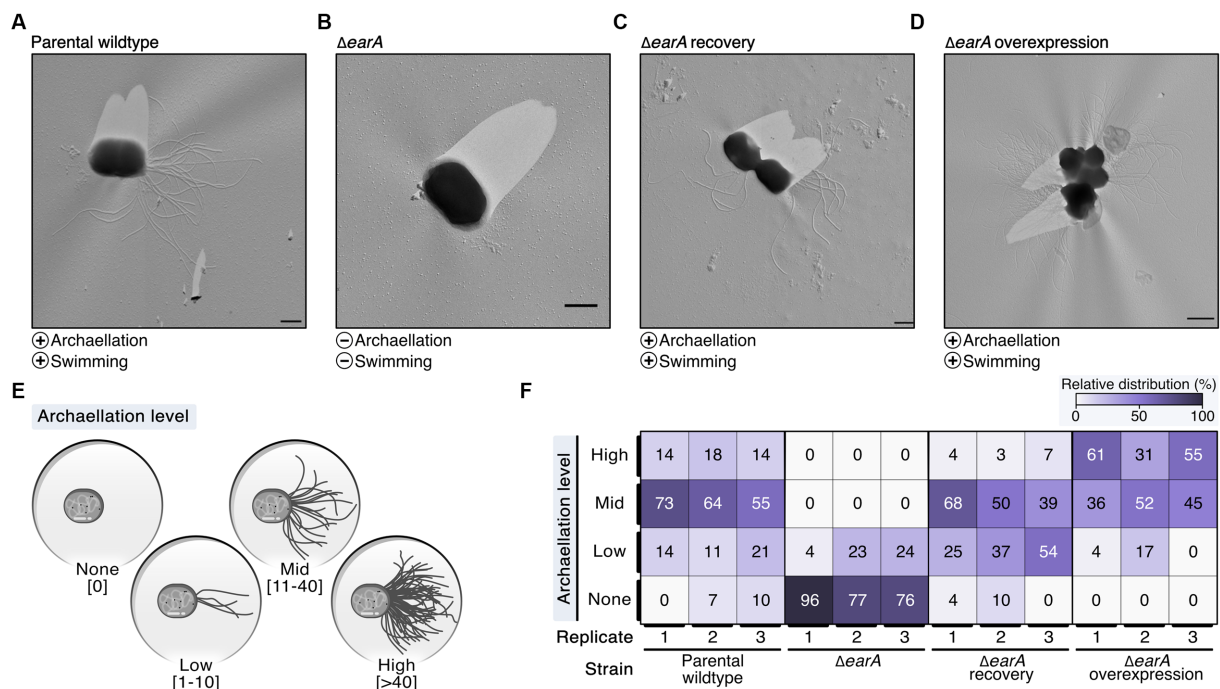 A
Parental wildtype
⊕ Archaellation
⊕ Swimming
B
ΔearA
⊖ Archaellation
⊖ Swimming
C
ΔearA recovery
⊕ Archaellation
⊕ Swimming
D
ΔearA overexpression
⊕ Archaellation
⊕ Swimming
E
Archaellation level
None
[0]
Low
[1-10]
Mid
[11-40]
High
[>40]
F
Relative distribution (%)
0 50 100
Archaellation level
High 14 18 14 0 0 0 4 3 7 61 31 55
Mid 73 64 55 0 0 0 68 50 39 36 52 45
Low 14 11 21 4 23 24 25 37 54 4 17 0
None 0 7 10 96 77 76 4 10 0 0 0 0
Replicate 1 2 3 1 2 3 1 2 3 1 2 3
Strain
Parental
wildtype
ΔearA
ΔearA
recovery
ΔearA
overexpression